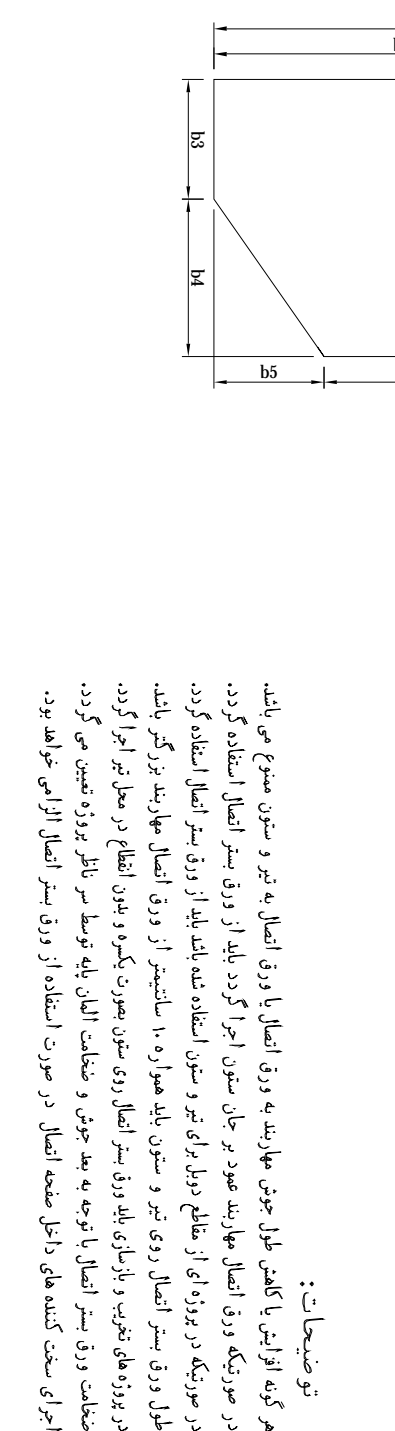 b3
b4
b5
توضیحات:
هر گونه افزایش یا کاهش طول جوش مهاربند به ورق اتصال یا ورق اتصال به تیر و ستون ممنوع می باشد.
در صورتیکه ورق اتصال مهاربند عمود بر جان ستون اجرا گردد باید از ورق بستر اتصال استفاده گردد.
در صورتیکه در پروژه ای از مقاطع دوبل برای تیر و ستون استفاده شده باشد باید از ورق بستر اتصال استفاده گردد.
طول ورق بستر اتصال روی تیر و ستون باید همواره ۱۰ سانتیمتر از ورق اتصال مهاربند بزرگتر باشد.
در پروژه های تخریب و بازسازی باید ورق بستر اتصال روی ستون بصورت یکسره و بدون انقطاع در محل تیر اجرا گردد.
ضخامت ورق بستر اتصال با توجه به بعد جوش و ضخامت المان پایه توسط سر ناظر پروژه تعیین می گردد.
اجرای سخت کننده های داخل صفحه اتصال در صورت استفاده از ورق بستر اتصال الزامی خواهد بود.